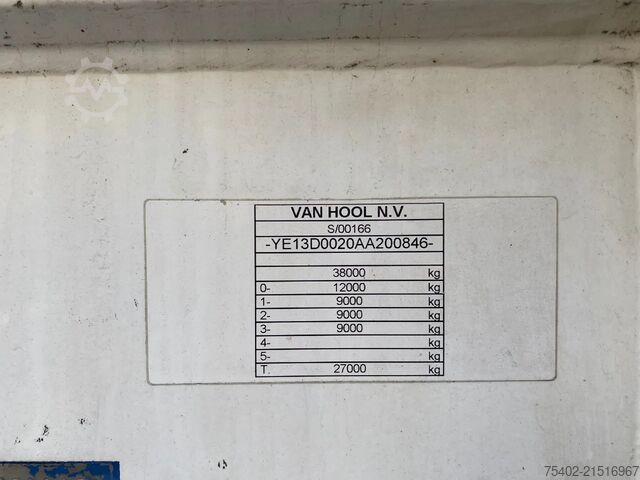 VAN HOOL N.V.
S/00166
-YE13D0020AA200846-
38000 kg
0- 12000 kg
1- 9000 kg
2- 9000 kg
3- 9000 kg
4- kg
5- kg
T. 27000 kg
75402-21516967